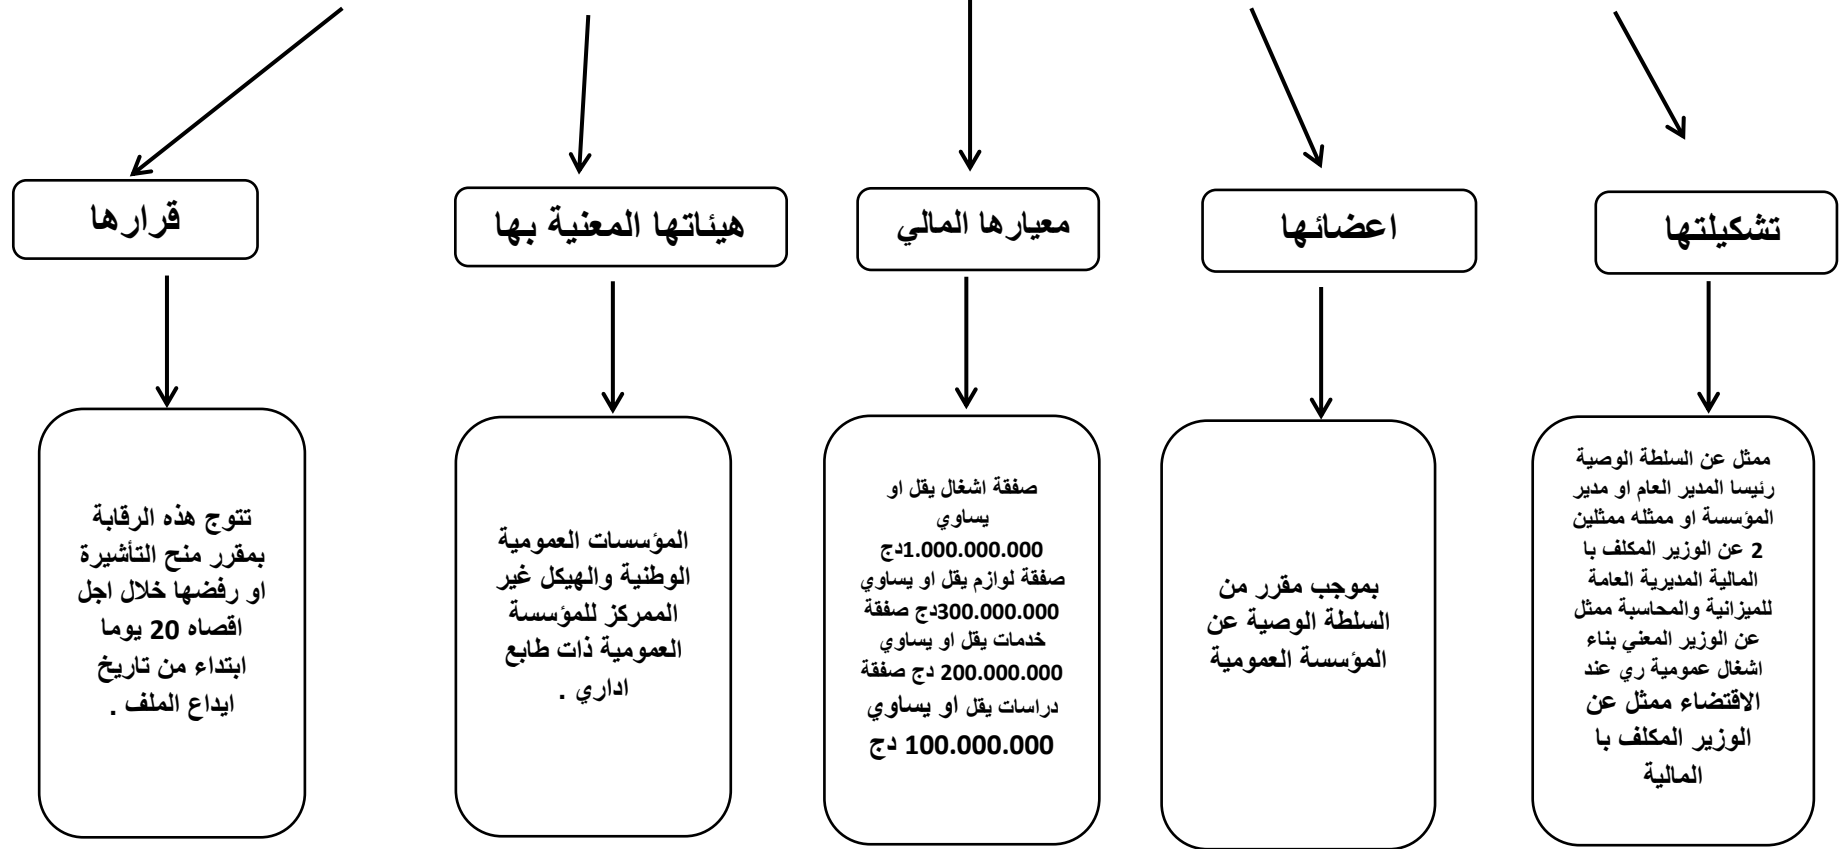 تشكيلتها
اعضائها
معيارها المالي
هيئاتها المعنية بها
قرارها
ممثل عن السلطة الوصية
رئيسا المدير العام او مدير
المؤسسة او ممثله ممثلين
2 عن الوزير المكلف با
المالية المديرية العامة
للميزانية والمحاسبة ممثل
عن الوزير المعني بناء
اشغال عمومية ري عند
الاقتضاء ممثل عن
الوزير المكلف با
المالية
بموجب مقرر من
السلطة الوصية عن
المؤسسة العمومية
صفقة اشغال يقل او
يساوي
1.000.000.000دج
صفقة لوازم يقل او يساوي
300.000.000دج صفقة
خدمات يقل او يساوي
200.000.000 دج صفقة
دراسات يقل او يساوي
100.000.000 دج
المؤسسات العمومية
الوطنية والهيكل غير
الممركز للمؤسسة
العمومية ذات طابع
اداري .
تتوج هذه الرقابة
بمقرر منح التأشيرة
او رفضها خلال اجل
اقصاه 20 يوما
ابتداء من تاريخ
ايداع الملف .